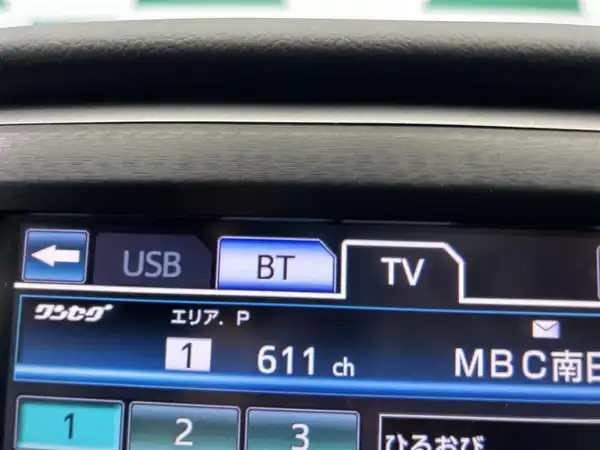 USB BT TV
ワンセグ エリア. P
1 611 ch MBC南日
1 2 3 ひるおび